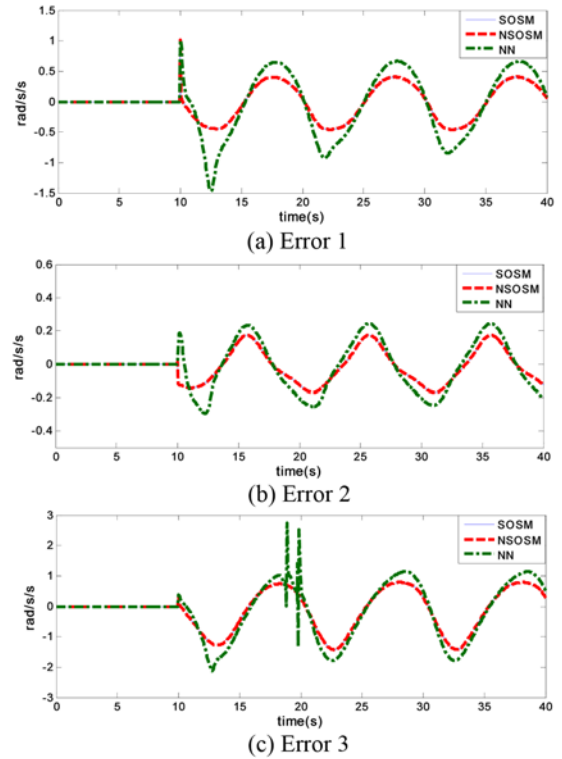 1.5
1
0.5
0
-0.5
-1
-1.5
rad/s/s
SOSM
NSOSM
NN
0 5 10 15 20 25 30 35 40
time(s)
(a) Error 1
0.6
0.4
0.2
0
-0.2
-0.4
rad/s/s
SOSM
NSOSM
NN
0 5 10 15 20 25 30 35 40
time(s)
(b) Error 2
3
2
1
0
-1
-2
-3
rad/s/s
SOSM
NSOSM
NN
0 5 10 15 20 25 30 35 40
time(s)
(c) Error 3